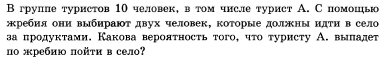 В группе туристов 10 человек, в том числе турист А. С помощью
жребия они выбирают двух человек, которые должны идти в село
за продуктами. Какова вероятность того, что туристу А. выпадет
по жребию пойти в село?